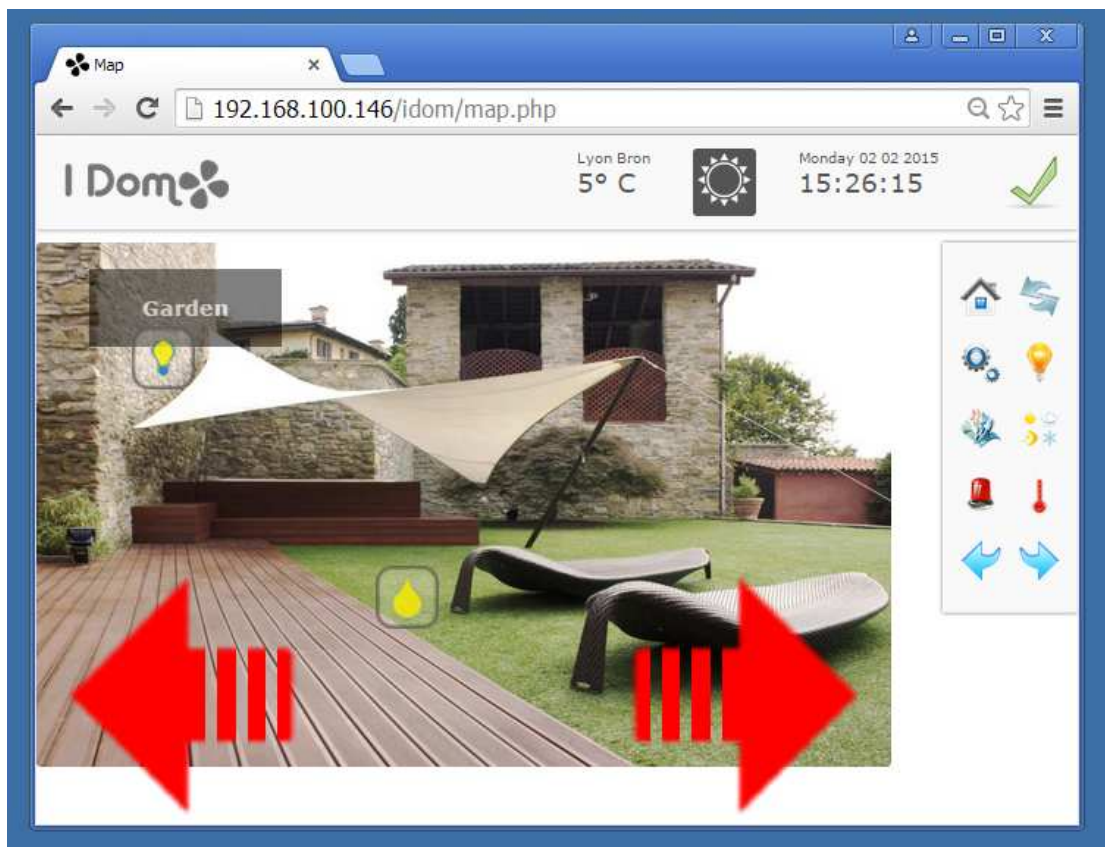 Map
192.168.100.146/idom/map.php
I Dom
Lyon Bron
5° C
Monday 02 02 2015
15:26:15
Garden